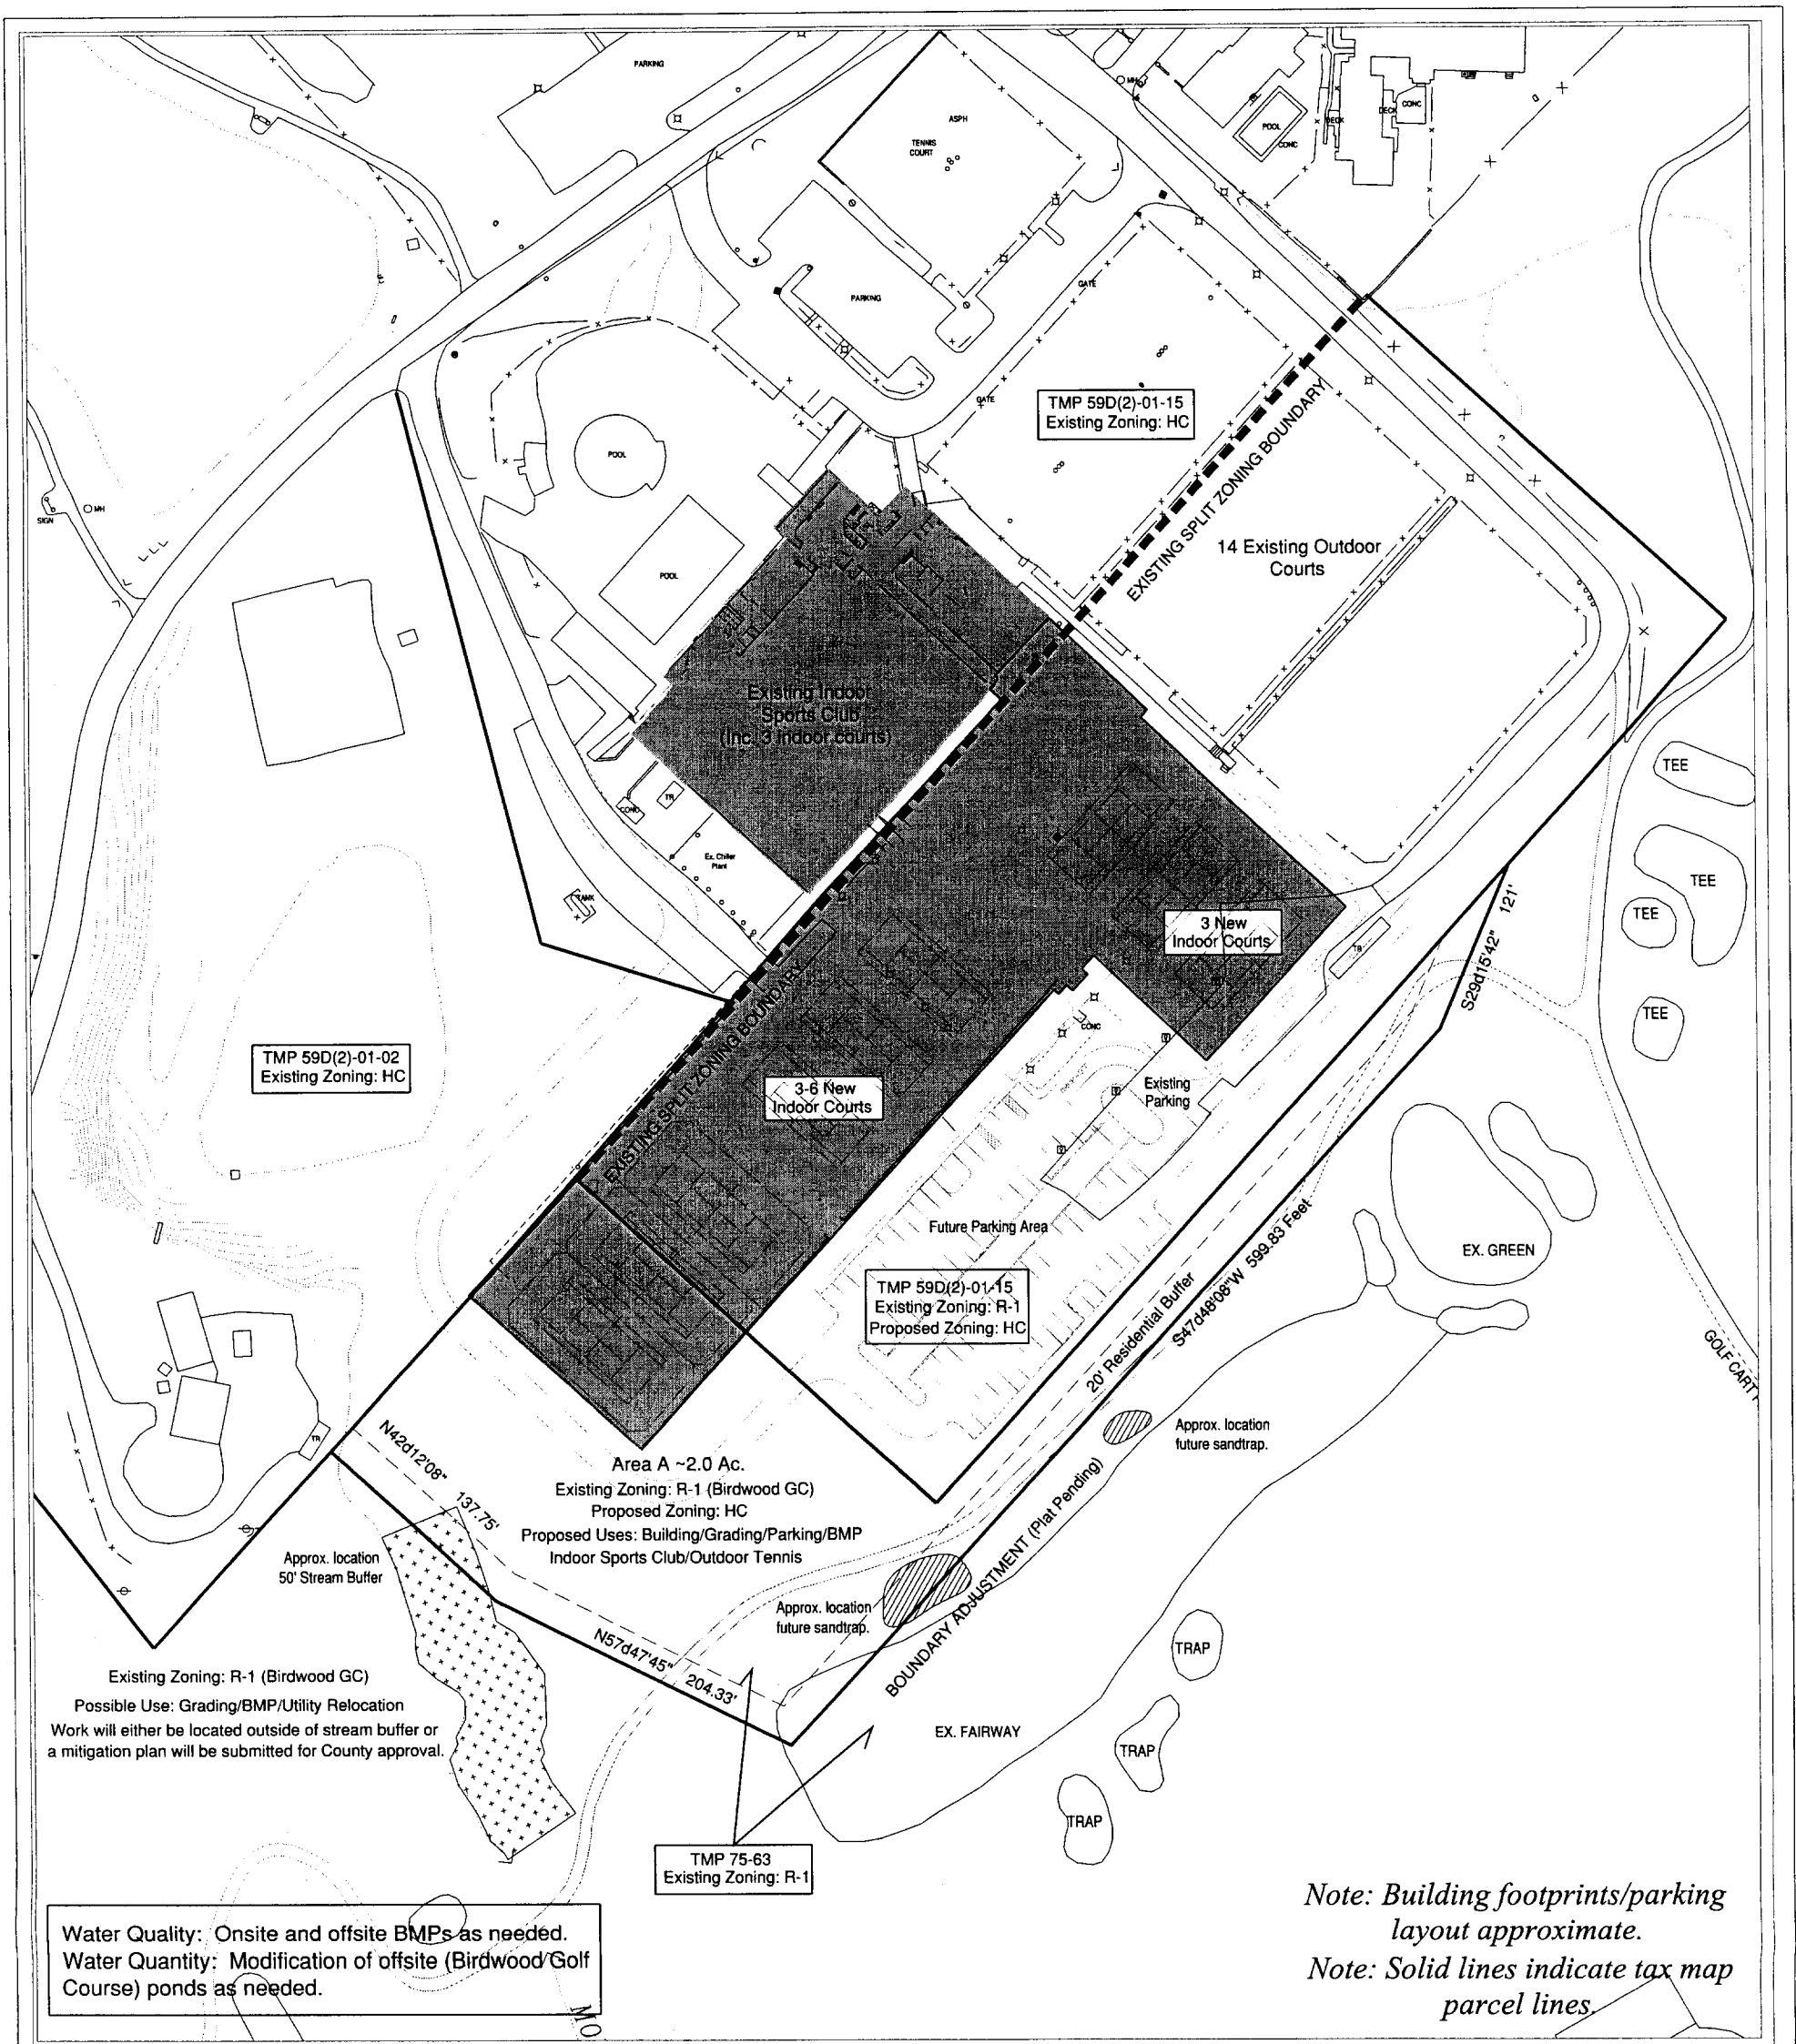 PARKING
MH
ASPH
TENNIS
COURT
POOL
CONC
DECK
DECK
CONC
PARKING
GATE
GATE
TMP 59D(2)-01-15
Existing Zoning: HC
EXISTING SPLIT ZONING BOUNDARY
14 Existing Outdoor
Courts
POOL
POOL
SIGN
MH
Existing Indoor
Sports Club
(Inc. 3 indoor courts)
CONC
TR
Ex. Chiller
Plant
TANK
TEE
TEE
TEE
TEE
3 New
Indoor Courts
TR
S29d15'42" 121'
CONC
Existing
Parking
TMP 59D(2)-01-02
Existing Zoning: HC
EXISTING SPLIT ZONING BOUNDARY
3-6 New
Indoor Courts
Future Parking Area
TMP 59D(2)-01-15
Existing Zoning: R-1
Proposed Zoning: HC
20' Residential Buffer
S47d48'08"W 599.83 Feet
EX. GREEN
GOLF CART
TR
N42d12'08" 137.75'
Area A ~2.0 Ac.
Existing Zoning: R-1 (Birdwood GC)
Proposed Zoning: HC
Proposed Uses: Building/Grading/Parking/BMP
Indoor Sports Club/Outdoor Tennis
Approx. location
future sandtrap.
Approx. location
50' Stream Buffer
Approx. location
future sandtrap.
BOUNDARY ADJUSTMENT (Plat Pending)
N57d47'45" 204.33'
Existing Zoning: R-1 (Birdwood GC)
Possible Use: Grading/BMP/Utility Relocation
Work will either be located outside of stream buffer or
a mitigation plan will be submitted for County approval.
EX. FAIRWAY
TRAP
TRAP
TRAP
TMP 75-63
Existing Zoning: R-1
Water Quality: Onsite and offsite BMPs as needed.
Water Quantity: Modification of offsite (Birdwood Golf
Course) ponds as needed.
MO
Note: Building footprints/parking
layout approximate.
Note: Solid lines indicate tax map
parcel lines.